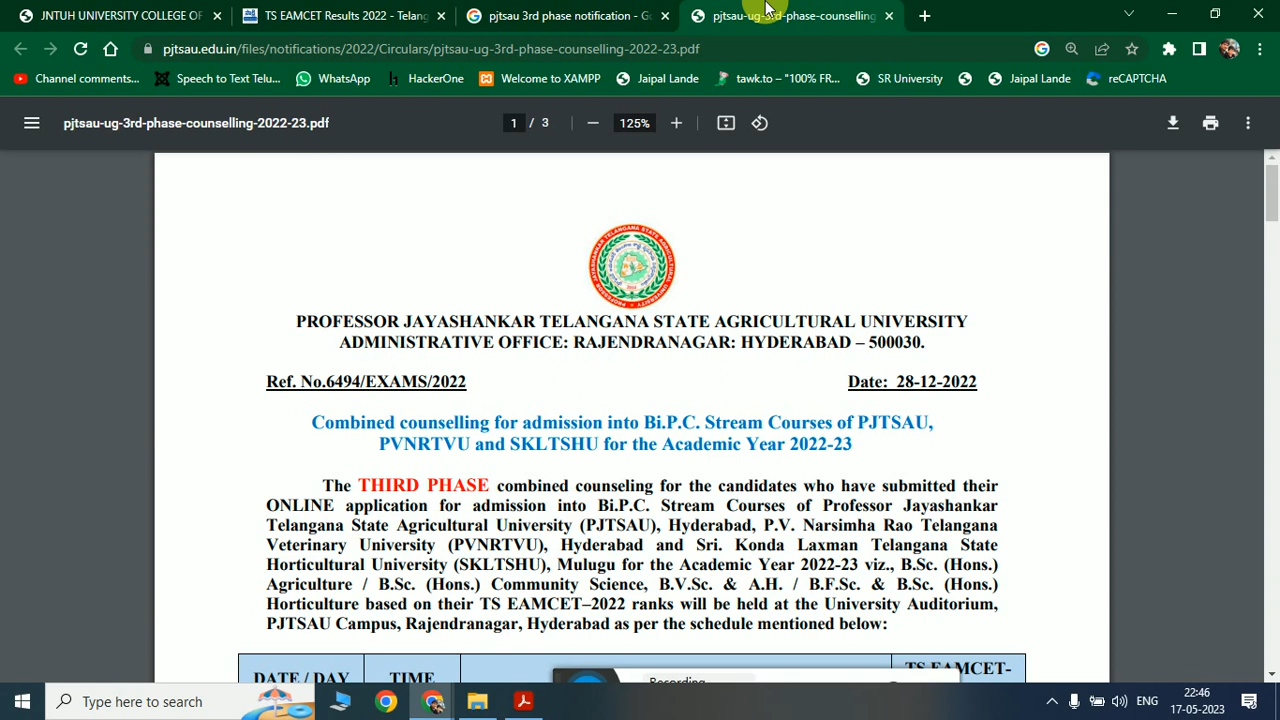 JNTUH UNIVERSITY COLLEGE OF
TS EAMCET Results 2022 - Telang
pjtsau 3rd phase notification - Go
pjtsau-ug-3rd-phase-counselling
pjtsau.edu.in/files/notifications/2022/Circulars/pjtsau-ug-3rd-phase-counselling-2022-23.pdf
Channel comments...
Speech to Text Telu...
WhatsApp
HackerOne
Welcome to XAMPP
Jaipal Lande
tawk.to – "100% FR...
SR University
Jaipal Lande
reCAPTCHA
pjtsau-ug-3rd-phase-counselling-2022-23.pdf
1 / 3
125%
PROFESSOR JAYASHANKAR TELANGANA STATE AGRICULTURAL UNIVERSITY
ADMINISTRATIVE OFFICE: RAJENDRANAGAR: HYDERABAD – 500030.
Ref. No.6494/EXAMS/2022
Date: 28-12-2022
Combined counselling for admission into Bi.P.C. Stream Courses of PJTSAU,
PVNRTVU and SKLTSHU for the Academic Year 2022-23
The THIRD PHASE combined counseling for the candidates who have submitted their
ONLINE application for admission into Bi.P.C. Stream Courses of Professor Jayashankar
Telangana State Agricultural University (PJTSAU), Hyderabad, P.V. Narsimha Rao Telangana
Veterinary University (PVNRTVU), Hyderabad and Sri. Konda Laxman Telangana State
Horticultural University (SKLTSHU), Mulugu for the Academic Year 2022-23 viz., B.Sc. (Hons.)
Agriculture / B.Sc. (Hons.) Community Science, B.V.Sc. & A.H. / B.F.Sc. & B.Sc. (Hons.)
Horticulture based on their TS EAMCET–2022 ranks will be held at the University Auditorium,
PJTSAU Campus, Rajendranagar, Hyderabad as per the schedule mentioned below:
DATE / DAY
TIME
TS EAMCET-
Recording
Type here to search
ENG
22:46
17-05-2023